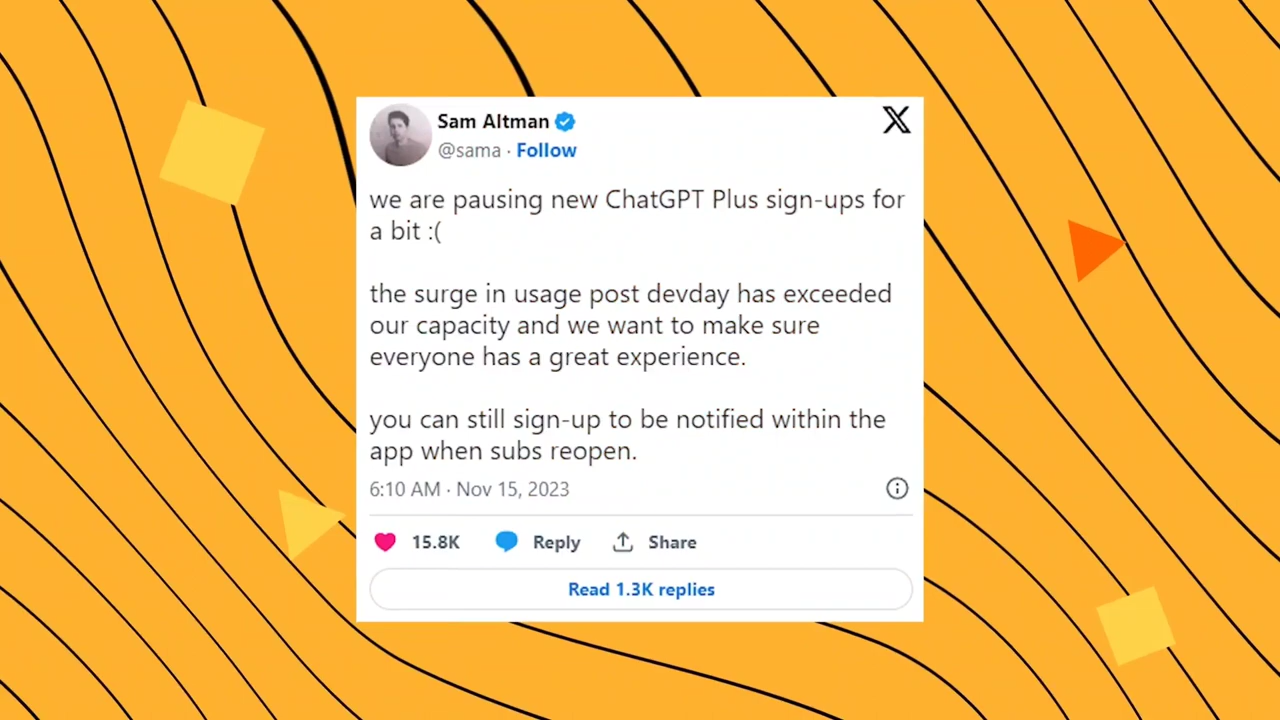 Sam Altman
@sama · Follow
we are pausing new ChatGPT Plus sign-ups for
a bit :(
the surge in usage post devday has exceeded
our capacity and we want to make sure
everyone has a great experience.
you can still sign-up to be notified within the
app when subs reopen.
6:10 AM · Nov 15, 2023
15.8K Reply Share
Read 1.3K replies